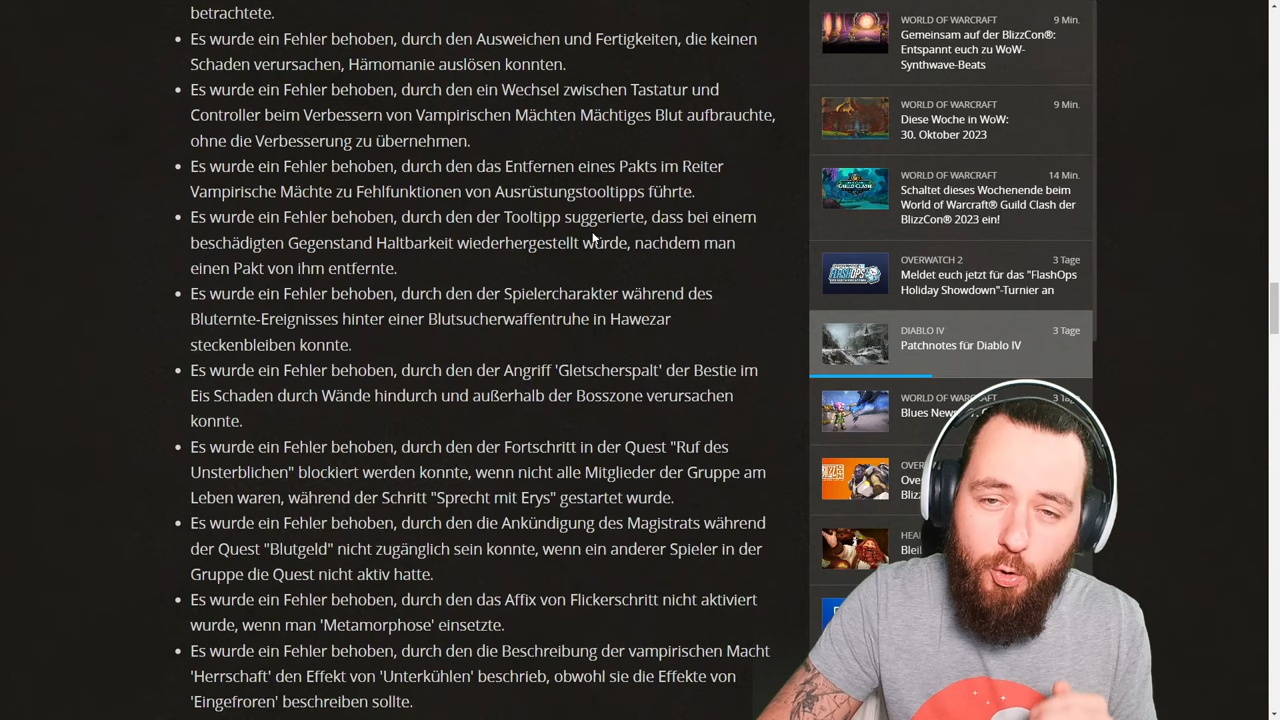 betrachtete.
Es wurde ein Fehler behoben, durch den Ausweichen und Fertigkeiten, die keinen
Schaden verursachen, Hämomanie auslösen konnten.
Es wurde ein Fehler behoben, durch den ein Wechsel zwischen Tastatur und
Controller beim Verbessern von Vampirischen Mächten Mächtiges Blut aufbrauchte,
ohne die Verbesserung zu übernehmen.
Es wurde ein Fehler behoben, durch den das Entfernen eines Pakts im Reiter
Vampirische Mächte zu Fehlfunktionen von Ausrüstungstooltipps führte.
Es wurde ein Fehler behoben, durch den der Tooltipp suggerierte, dass bei einem
beschädigten Gegenstand Haltbarkeit wiederhergestellt würde, nachdem man
einen Pakt von ihm entfernte.
Es wurde ein Fehler behoben, durch den der Spielercharakter während des
Bluternte-Ereignisses hinter einer Blutsucherwaffentruhe in Hawezar
steckenbleiben konnte.
Es wurde ein Fehler behoben, durch den der Angriff 'Gletscherspalt' der Bestie im
Eis Schaden durch Wände hindurch und außerhalb der Bosszone verursachen
konnte.
Es wurde ein Fehler behoben, durch den der Fortschritt in der Quest "Ruf des
Unsterblichen" blockiert werden konnte, wenn nicht alle Mitglieder der Gruppe am
Leben waren, während der Schritt "Sprecht mit Erys" gestartet wurde.
Es wurde ein Fehler behoben, durch den die Ankündigung des Magistrats während
der Quest "Blutgeld" nicht zugänglich sein konnte, wenn ein anderer Spieler in der
Gruppe die Quest nicht aktiv hatte.
Es wurde ein Fehler behoben, durch den das Affix von Flickerschritt nicht aktiviert
wurde, wenn man 'Metamorphose' einsetzte.
Es wurde ein Fehler behoben, durch den die Beschreibung der vampirischen Macht
'Herrschaft' den Effekt von 'Unterkühlen' beschrieb, obwohl sie die Effekte von
'Eingefroren' beschreiben sollte.
WORLD OF WARCRAFT 9 Min.
Gemeinsam auf der BlizzCon®:
Entspannt euch zu WoW-
Synthwave-Beats
WORLD OF WARCRAFT 9 Min.
Diese Woche in WoW:
30. Oktober 2023
WORLD OF WARCRAFT 14 Min.
Schaltet dieses Wochenende beim
World of Warcraft® Guild Clash der
BlizzCon® 2023 ein!
GUILD CLASH
OVERWATCH 2 3 Tage
Meldet euch jetzt für das "FlashOps
Holiday Showdown"-Turnier an
FLASHOPS
DIABLO IV 3 Tage
Patchnotes für Diablo IV
WORLD OF WARCRAFT 3 Tage
Blues News